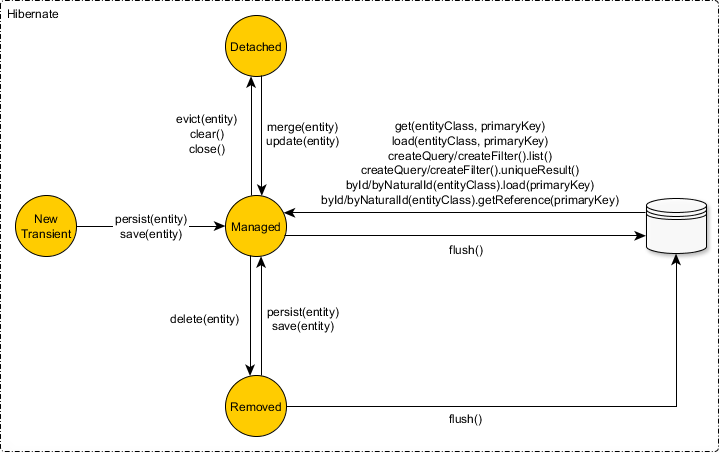 Hibernate
Detached
evict(entity)
clear()
close()
merge(entity)
update(entity)
get(entityClass, primaryKey)
load(entityClass, primaryKey)
createQuery/createFilter().list()
createQuery/createFilter().uniqueResult()
byId/byNaturalId(entityClass).load(primaryKey)
byId/byNaturalId(entityClass).getReference(primaryKey)
New
Transient
persist(entity)
save(entity)
Managed
flush()
delete(entity)
persist(entity)
save(entity)
Removed
flush()